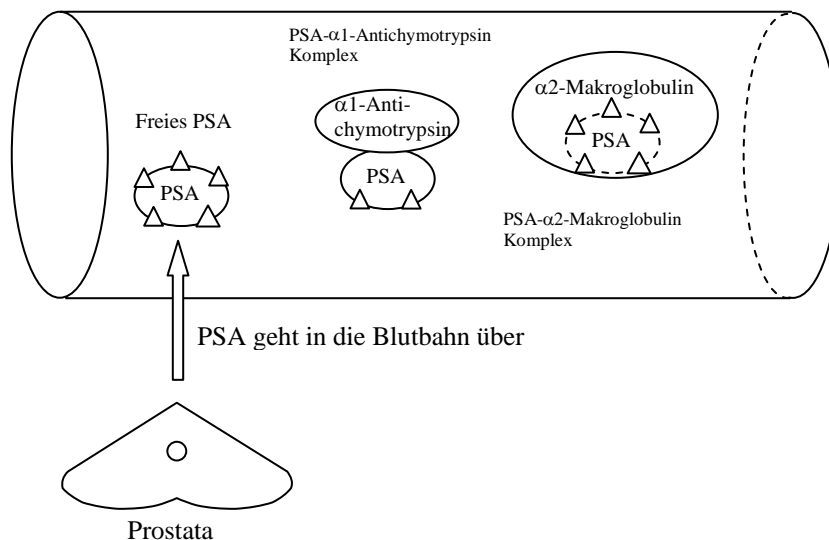 PSA-α1-Antichymotrypsin
Komplex
Freies PSA
PSA
α1-Anti-
chymotrypsin
PSA
α2-Makroglobulin
PSA
PSA-α2-Makroglobulin
Komplex
PSA geht in die Blutbahn über
Prostata